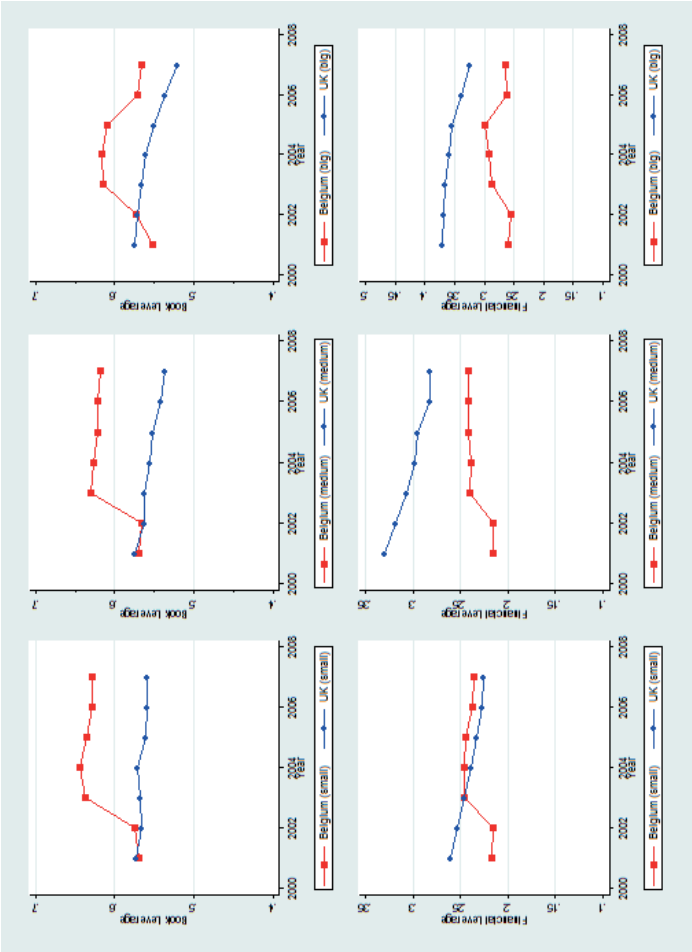 Book Leverage
.4 .5 .6 .7
2000 2002 2004 2006 2008
Year
Belgium (small) UK (small)
Book Leverage
.4 .5 .6 .7
2000 2002 2004 2006 2008
Year
Belgium (medium) UK (medium)
Book Leverage
.4 .5 .6 .7
2000 2002 2004 2006 2008
Year
Belgium (big) UK (big)
Financial Leverage
.1 .15 .2 .25 .3 .35
2000 2002 2004 2006 2008
Year
Belgium (small) UK (small)
Financial Leverage
.1 .15 .2 .25 .3 .35
2000 2002 2004 2006 2008
Year
Belgium (medium) UK (medium)
Financial Leverage
.1 .15 .2 .25 .3 .35 .4 .45 .5
2000 2002 2004 2006 2008
Year
Belgium (big) UK (big)